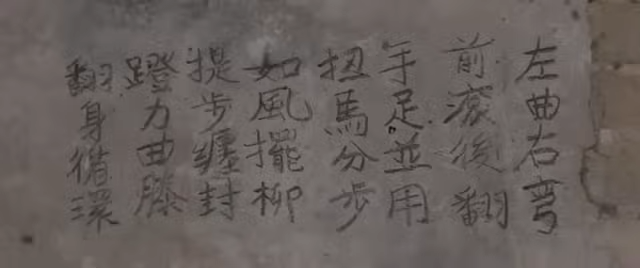 左曲右弯
前滾後翻
手足並用
扭馬分步
如風擺柳
提步纏封
蹬力曲膝
翻身循環